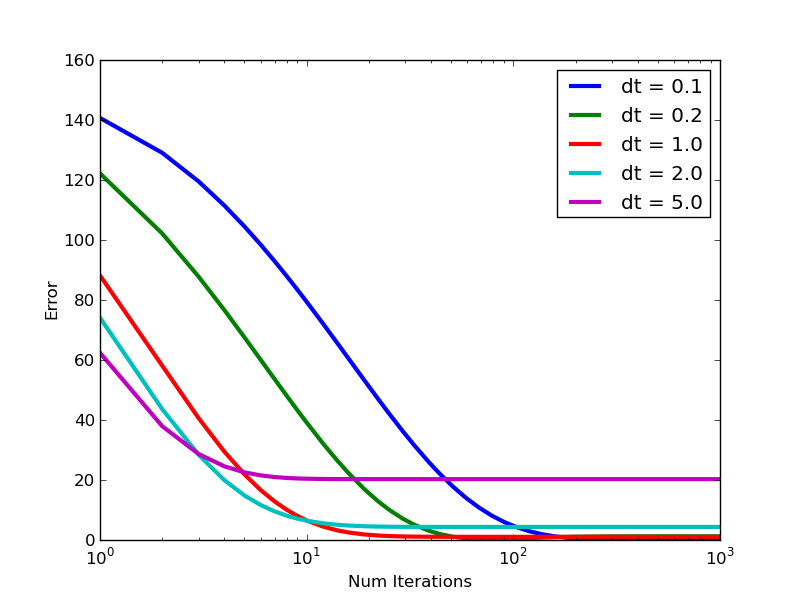 160
140
120
100
80
60
40
20
0
Error
dt = 0.1
dt = 0.2
dt = 1.0
dt = 2.0
dt = 5.0
10⁰ 10¹ 10² 10³
Num Iterations